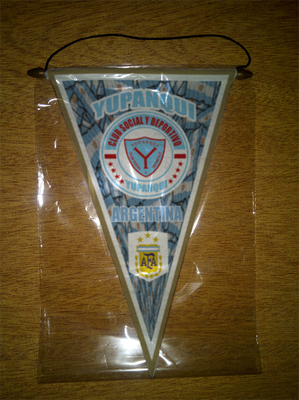 YUPANQUI
CLUB SOCIAL Y DEPORTIVO
Y
YUPANQUI
ARGENTINA
AFA